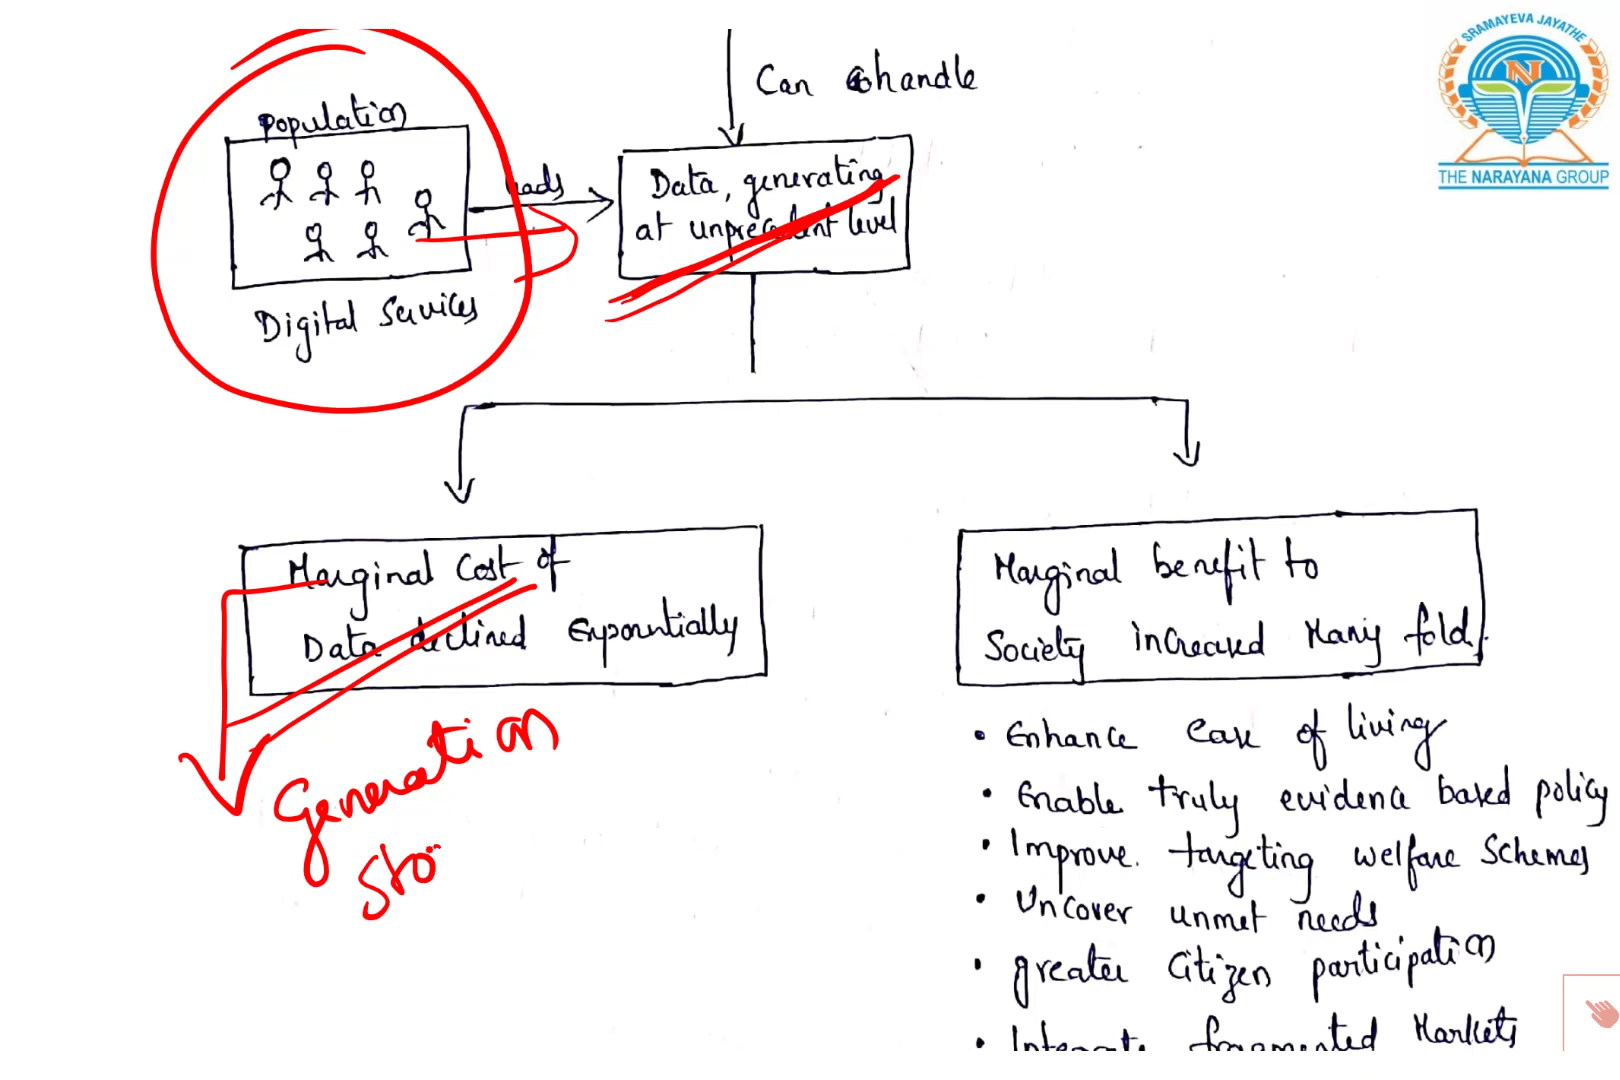 SRAMAYEVA JAYATHE
N
THE NARAYANA GROUP
Can handle
Population
leads
Data, generating
at unprecedent level
Digital Services
Marginal Cost of
Data declined Exponentially
Marginal benefit to
Society increased Many fold.
Generation
Sto
• Enhance ease of living
• Enable truly evidence based policy
• Improve. targeting welfare Schemes
• Uncover unmet needs
• greater Citizen participation
• Integrate fragmented Markets